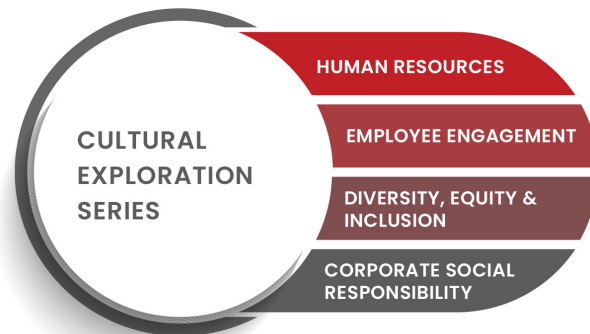 CULTURAL
EXPLORATION
SERIES
HUMAN RESOURCES
EMPLOYEE ENGAGEMENT
DIVERSITY, EQUITY &
INCLUSION
CORPORATE SOCIAL
RESPONSIBILITY